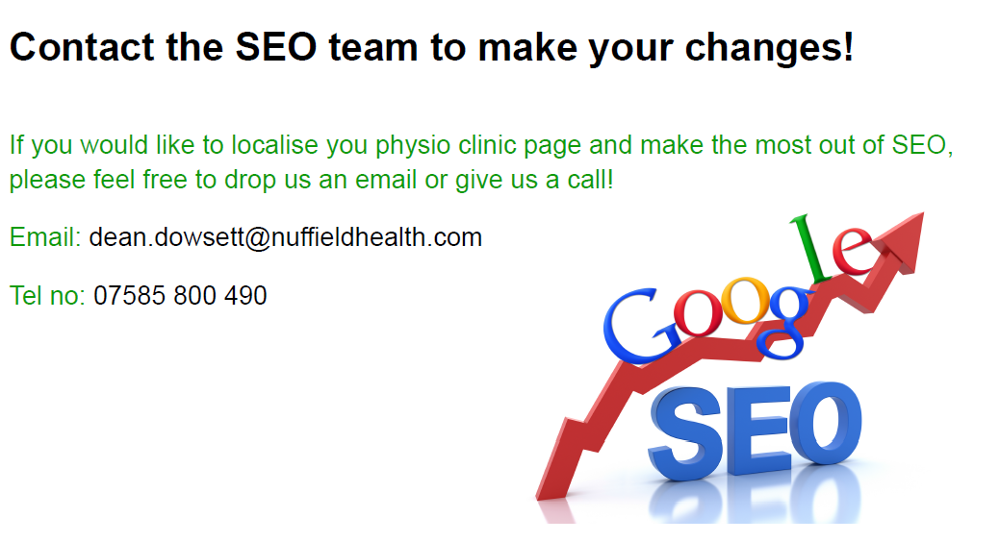 Contact the SEO team to make your changes!
If you would like to localise you physio clinic page and make the most out of SEO,
please feel free to drop us an email or give us a call!
Email: dean.dowsett@nuffieldhealth.com
Tel no: 07585 800 490
Google
SEO